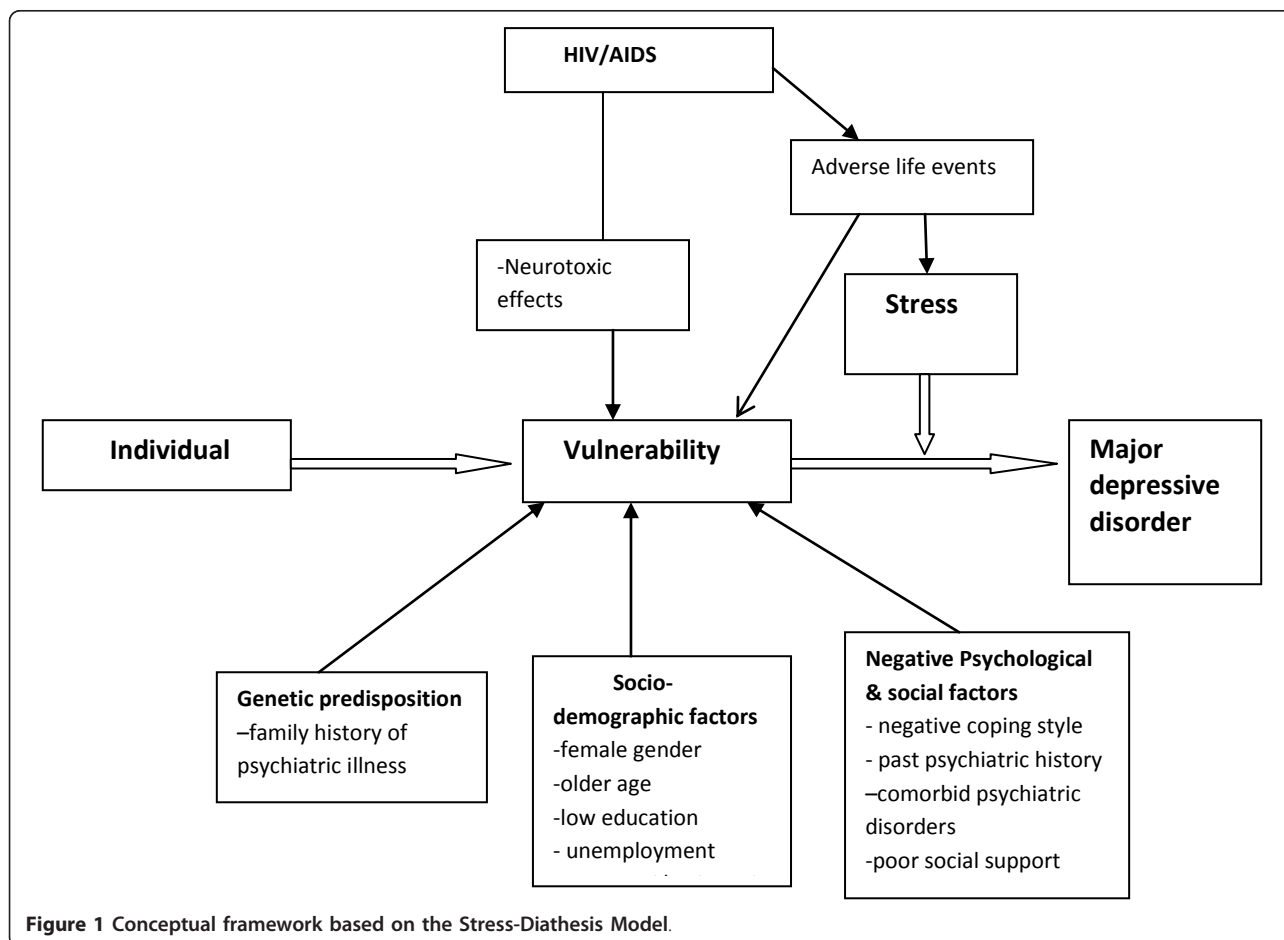 HIV/AIDS
Adverse life events
-Neurotoxic
effects
Stress
Individual
Vulnerability
Major
depressive
disorder
Genetic predisposition
–family history of
psychiatric illness
Socio-
demographic factors
-female gender
-older age
-low education
- unemployment
Negative Psychological
& social factors
- negative coping style
- past psychiatric history
–comorbid psychiatric
disorders
-poor social support
Figure 1 Conceptual framework based on the Stress-Diathesis Model.